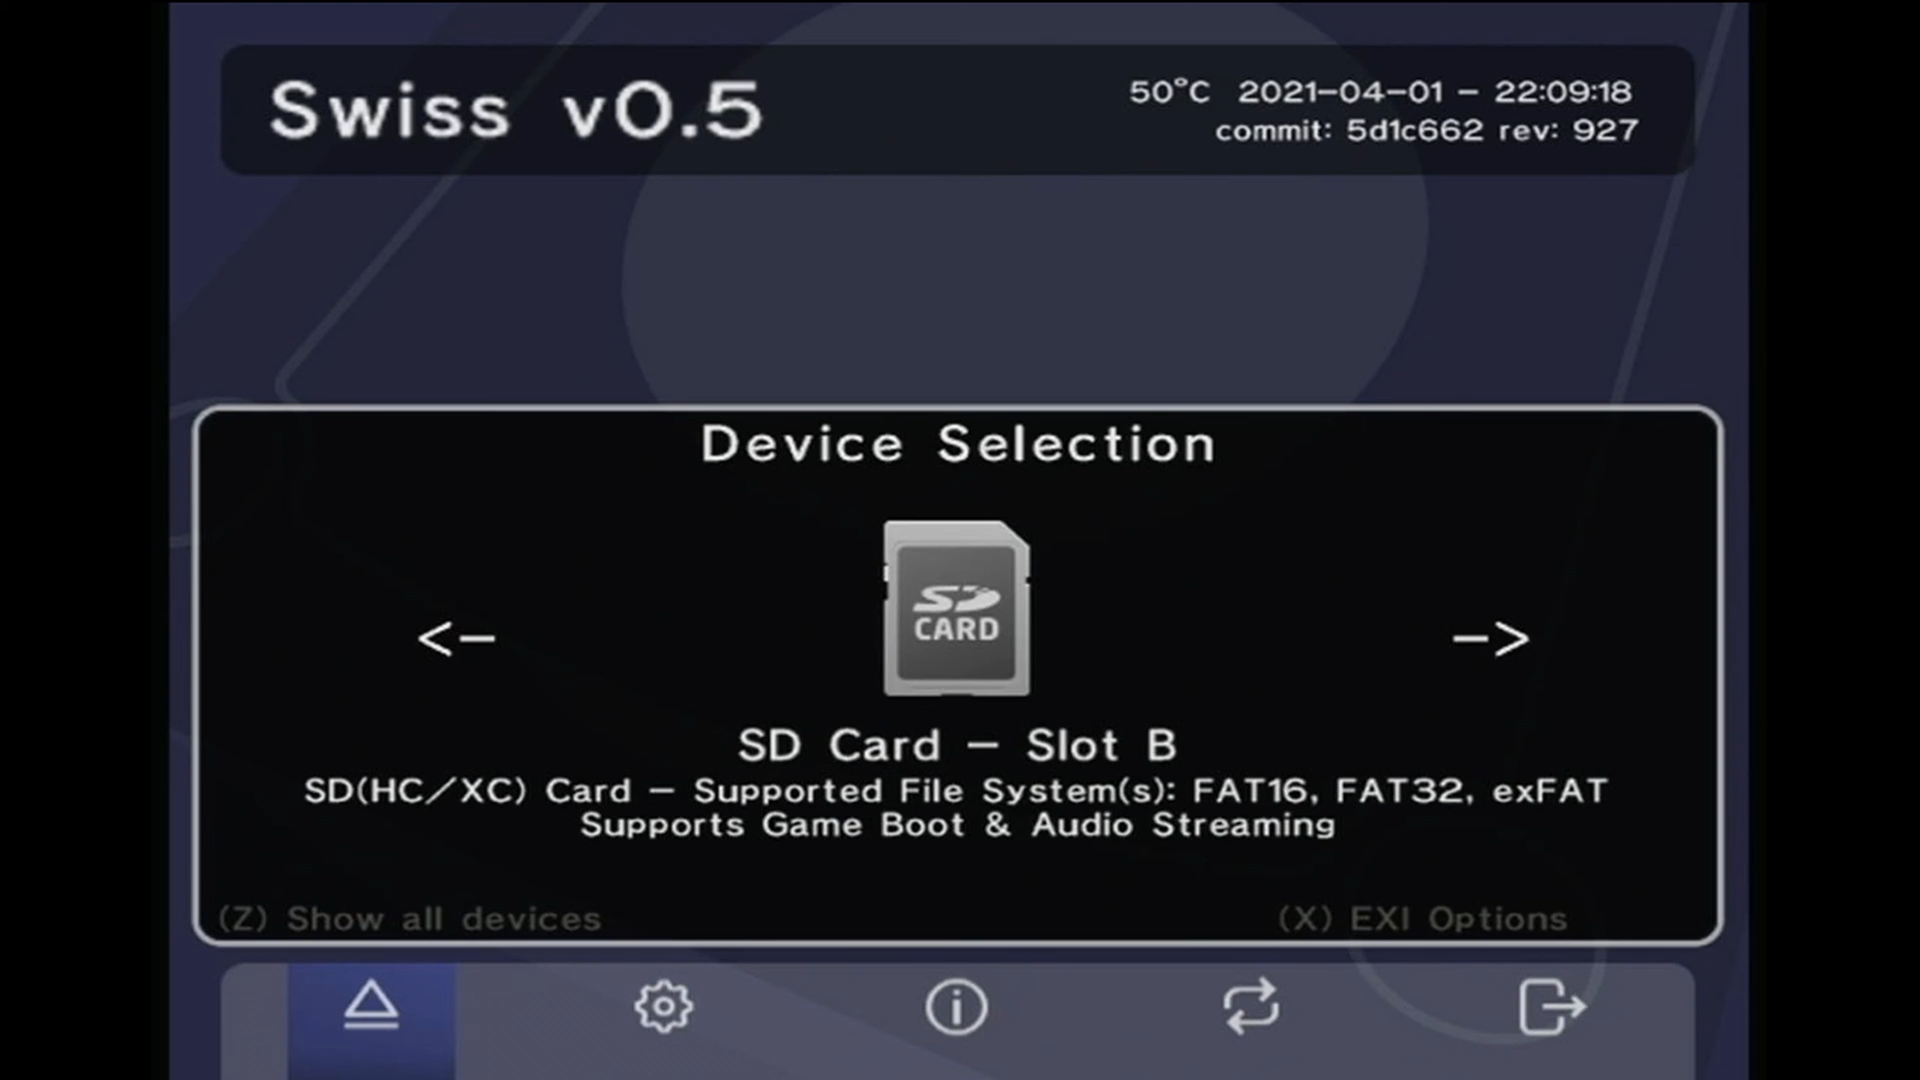 Swiss v0.5
50°C 2021-04-01 - 22:09:18
commit: 5d1c662 rev: 927
Device Selection
SD
CARD
<-
->
SD Card - Slot B
SD(HC/XC) Card - Supported File System(s): FAT16, FAT32, exFAT
Supports Game Boot & Audio Streaming
(Z) Show all devices
(X) EXI Options